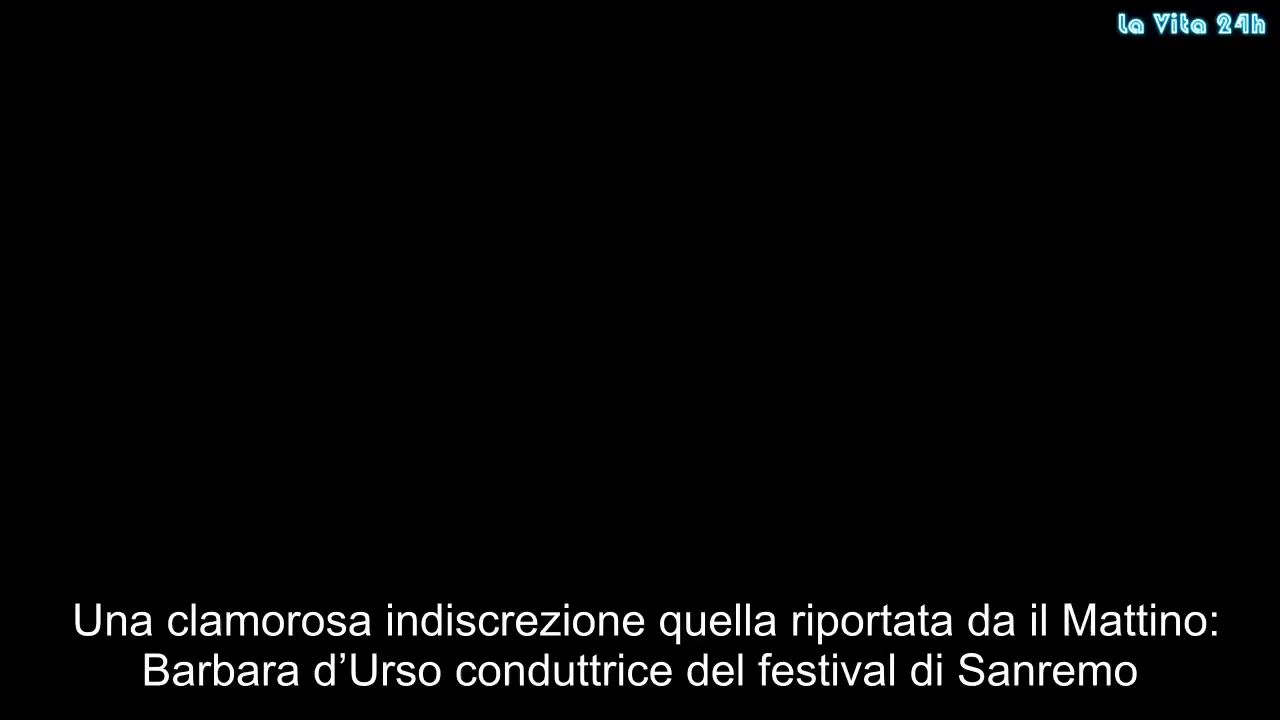 la Vita 24h
Una clamorosa indiscrezione quella riportata da il Mattino:
Barbara d’Urso conduttrice del festival di Sanremo